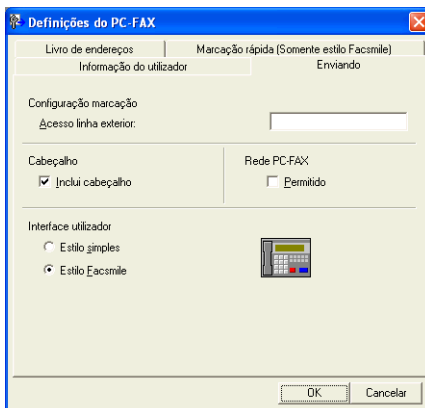 Definições do PC-FAX
Livro de endereços
Marcação rápida (Somente estilo Facsmile)
Informação do utilizador
Enviando
Configuração marcação
Acesso linha exterior:
Cabeçalho
Rede PC-FAX
Inclui cabeçalho
Permitido
Interface utilizador
Estilo simples
Estilo Facsmile
OK
Cancelar